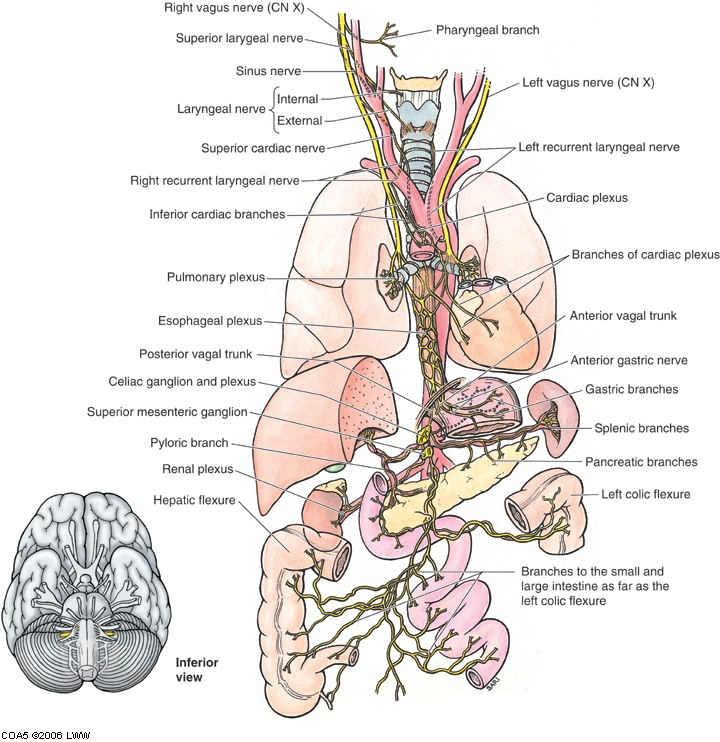 Right vagus nerve (CN X)
Pharyngeal branch
Superior larygeal nerve
Sinus nerve
Left vagus nerve (CN X)
Laryngeal nerve
Internal
External
Superior cardiac nerve
Left recurrent laryngeal nerve
Right recurrent laryngeal nerve
Cardiac plexus
Inferior cardiac branches
Branches of cardiac plexus
Pulmonary plexus
Esophageal plexus
Anterior vagal trunk
Posterior vagal trunk
Anterior gastric nerve
Celiac ganglion and plexus
Gastric branches
Superior mesenteric ganglion
Splenic branches
Pyloric branch
Pancreatic branches
Renal plexus
Left colic flexure
Hepatic flexure
Branches to the small and
large intestine as far as the
left colic flexure
Inferior
view
SARJ
COA5 ©2006 LWW